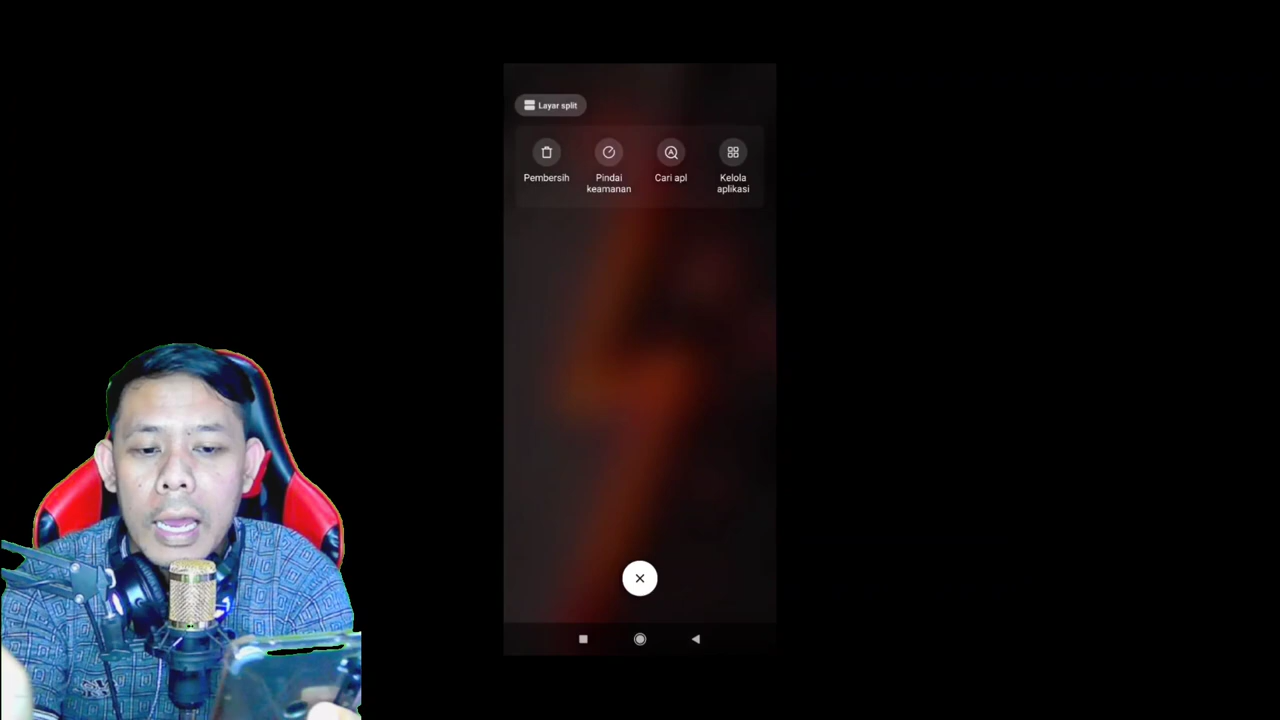 Layar split
Pembersih
Pindai
keamanan
Cari apl
Kelola
aplikasi